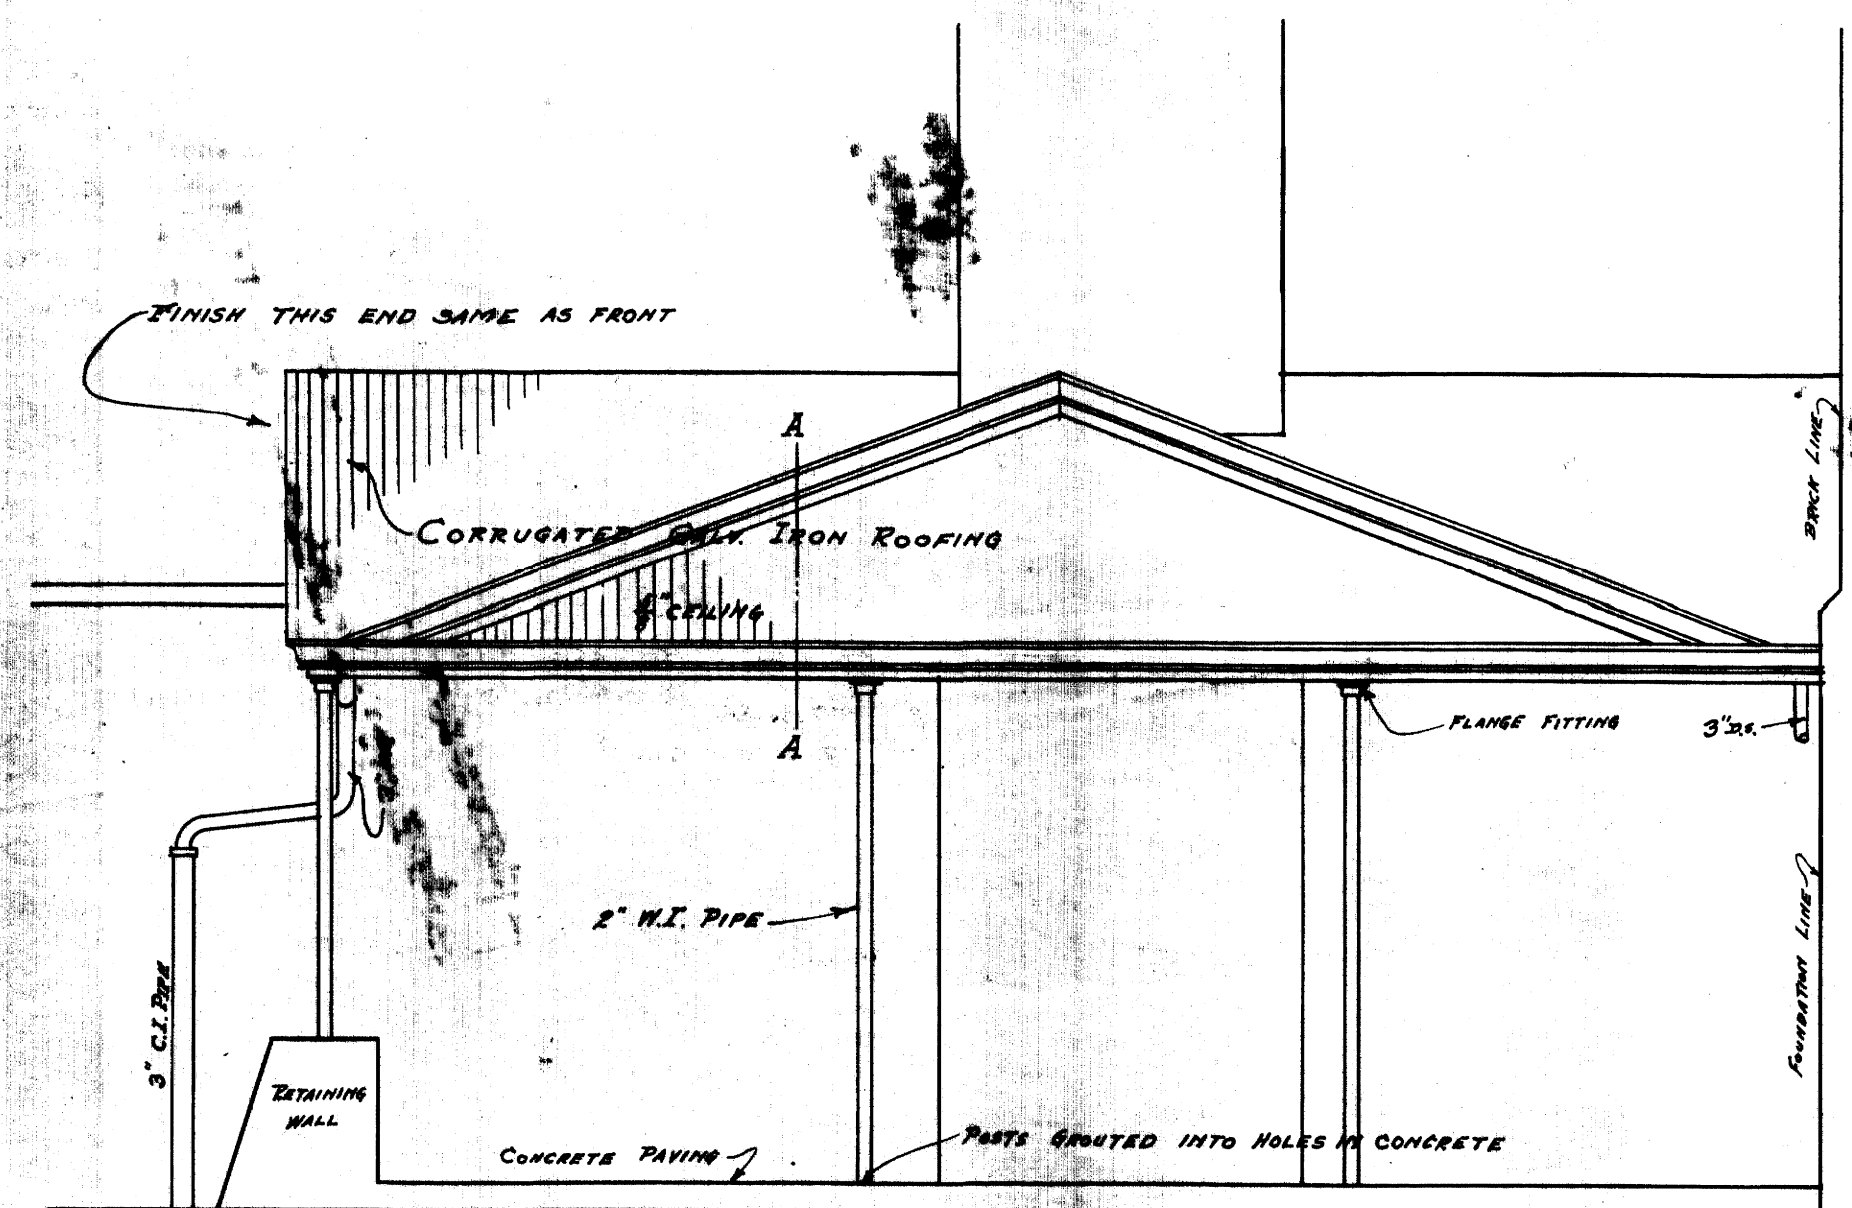 FINISH THIS END SAME AS FRONT
A
BRICK LINE
CORRUGATED GALV. IRON ROOFING
" CEILING
FLANGE FITTING
3" D.S.
A
2" W.I. PIPE
FOUNDATION LINE
3" C.I. PIPE
RETAINING
WALL
POSTS GROUTED INTO HOLES IN CONCRETE
CONCRETE PAVING